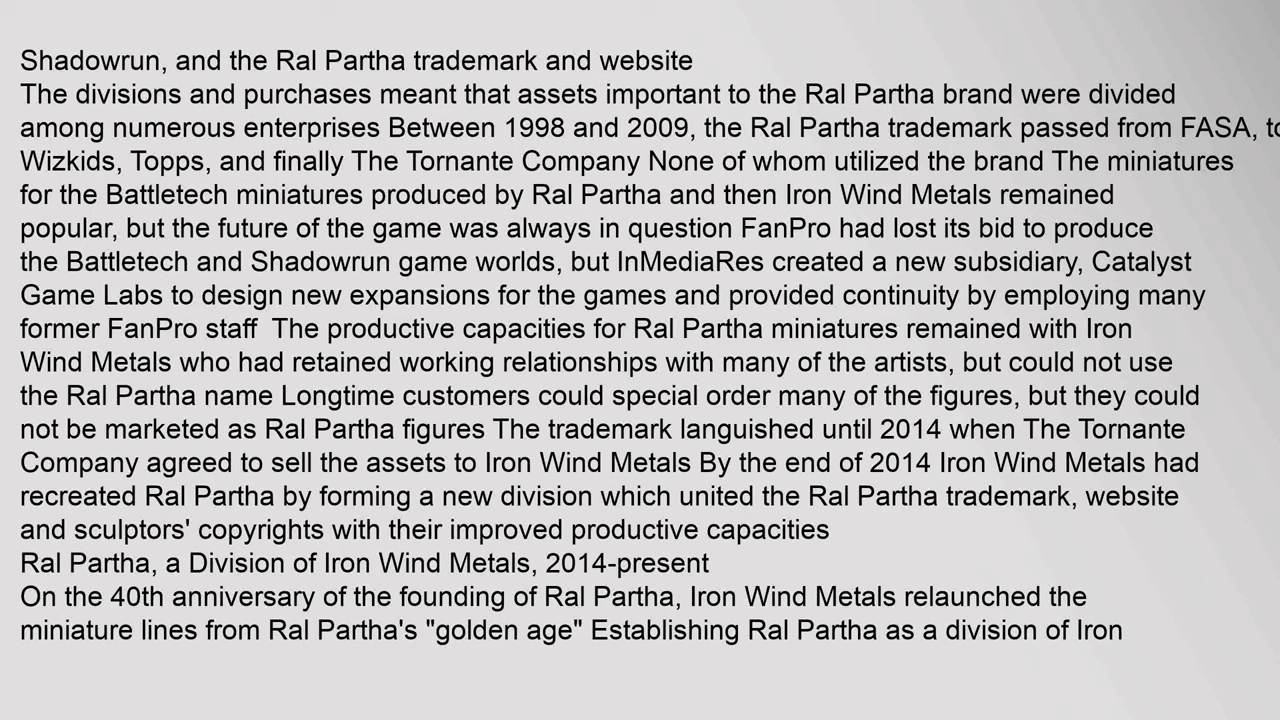 Shadowrun, and the Ral Partha trademark and website
The divisions and purchases meant that assets important to the Ral Partha brand were divided
among numerous enterprises Between 1998 and 2009, the Ral Partha trademark passed from FASA, to
Wizkids, Topps, and finally The Tornante Company None of whom utilized the brand The miniatures
for the Battletech miniatures produced by Ral Partha and then Iron Wind Metals remained
popular, but the future of the game was always in question FanPro had lost its bid to produce
the Battletech and Shadowrun game worlds, but InMediaRes created a new subsidiary, Catalyst
Game Labs to design new expansions for the games and provided continuity by employing many
former FanPro staff  The productive capacities for Ral Partha miniatures remained with Iron
Wind Metals who had retained working relationships with many of the artists, but could not use
the Ral Partha name Longtime customers could special order many of the figures, but they could
not be marketed as Ral Partha figures The trademark languished until 2014 when The Tornante
Company agreed to sell the assets to Iron Wind Metals By the end of 2014 Iron Wind Metals had
recreated Ral Partha by forming a new division which united the Ral Partha trademark, website
and sculptors' copyrights with their improved productive capacities
Ral Partha, a Division of Iron Wind Metals, 2014-present
On the 40th anniversary of the founding of Ral Partha, Iron Wind Metals relaunched the
miniature lines from Ral Partha's "golden age" Establishing Ral Partha as a division of Iron